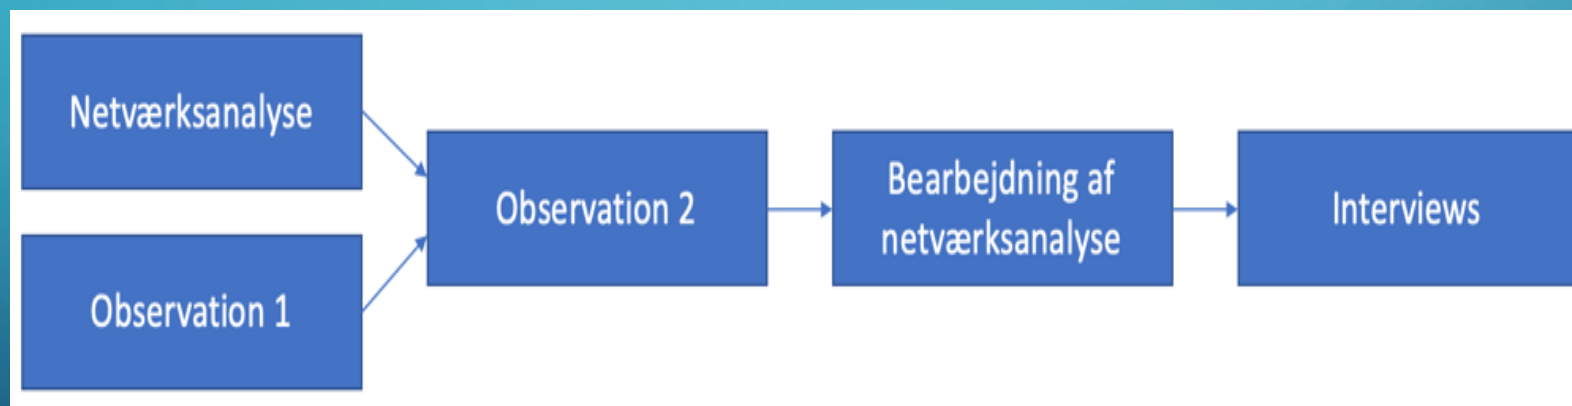 Netværksanalyse
Observation 1
Observation 2
Bearbejdning af
netværksanalyse
Interviews